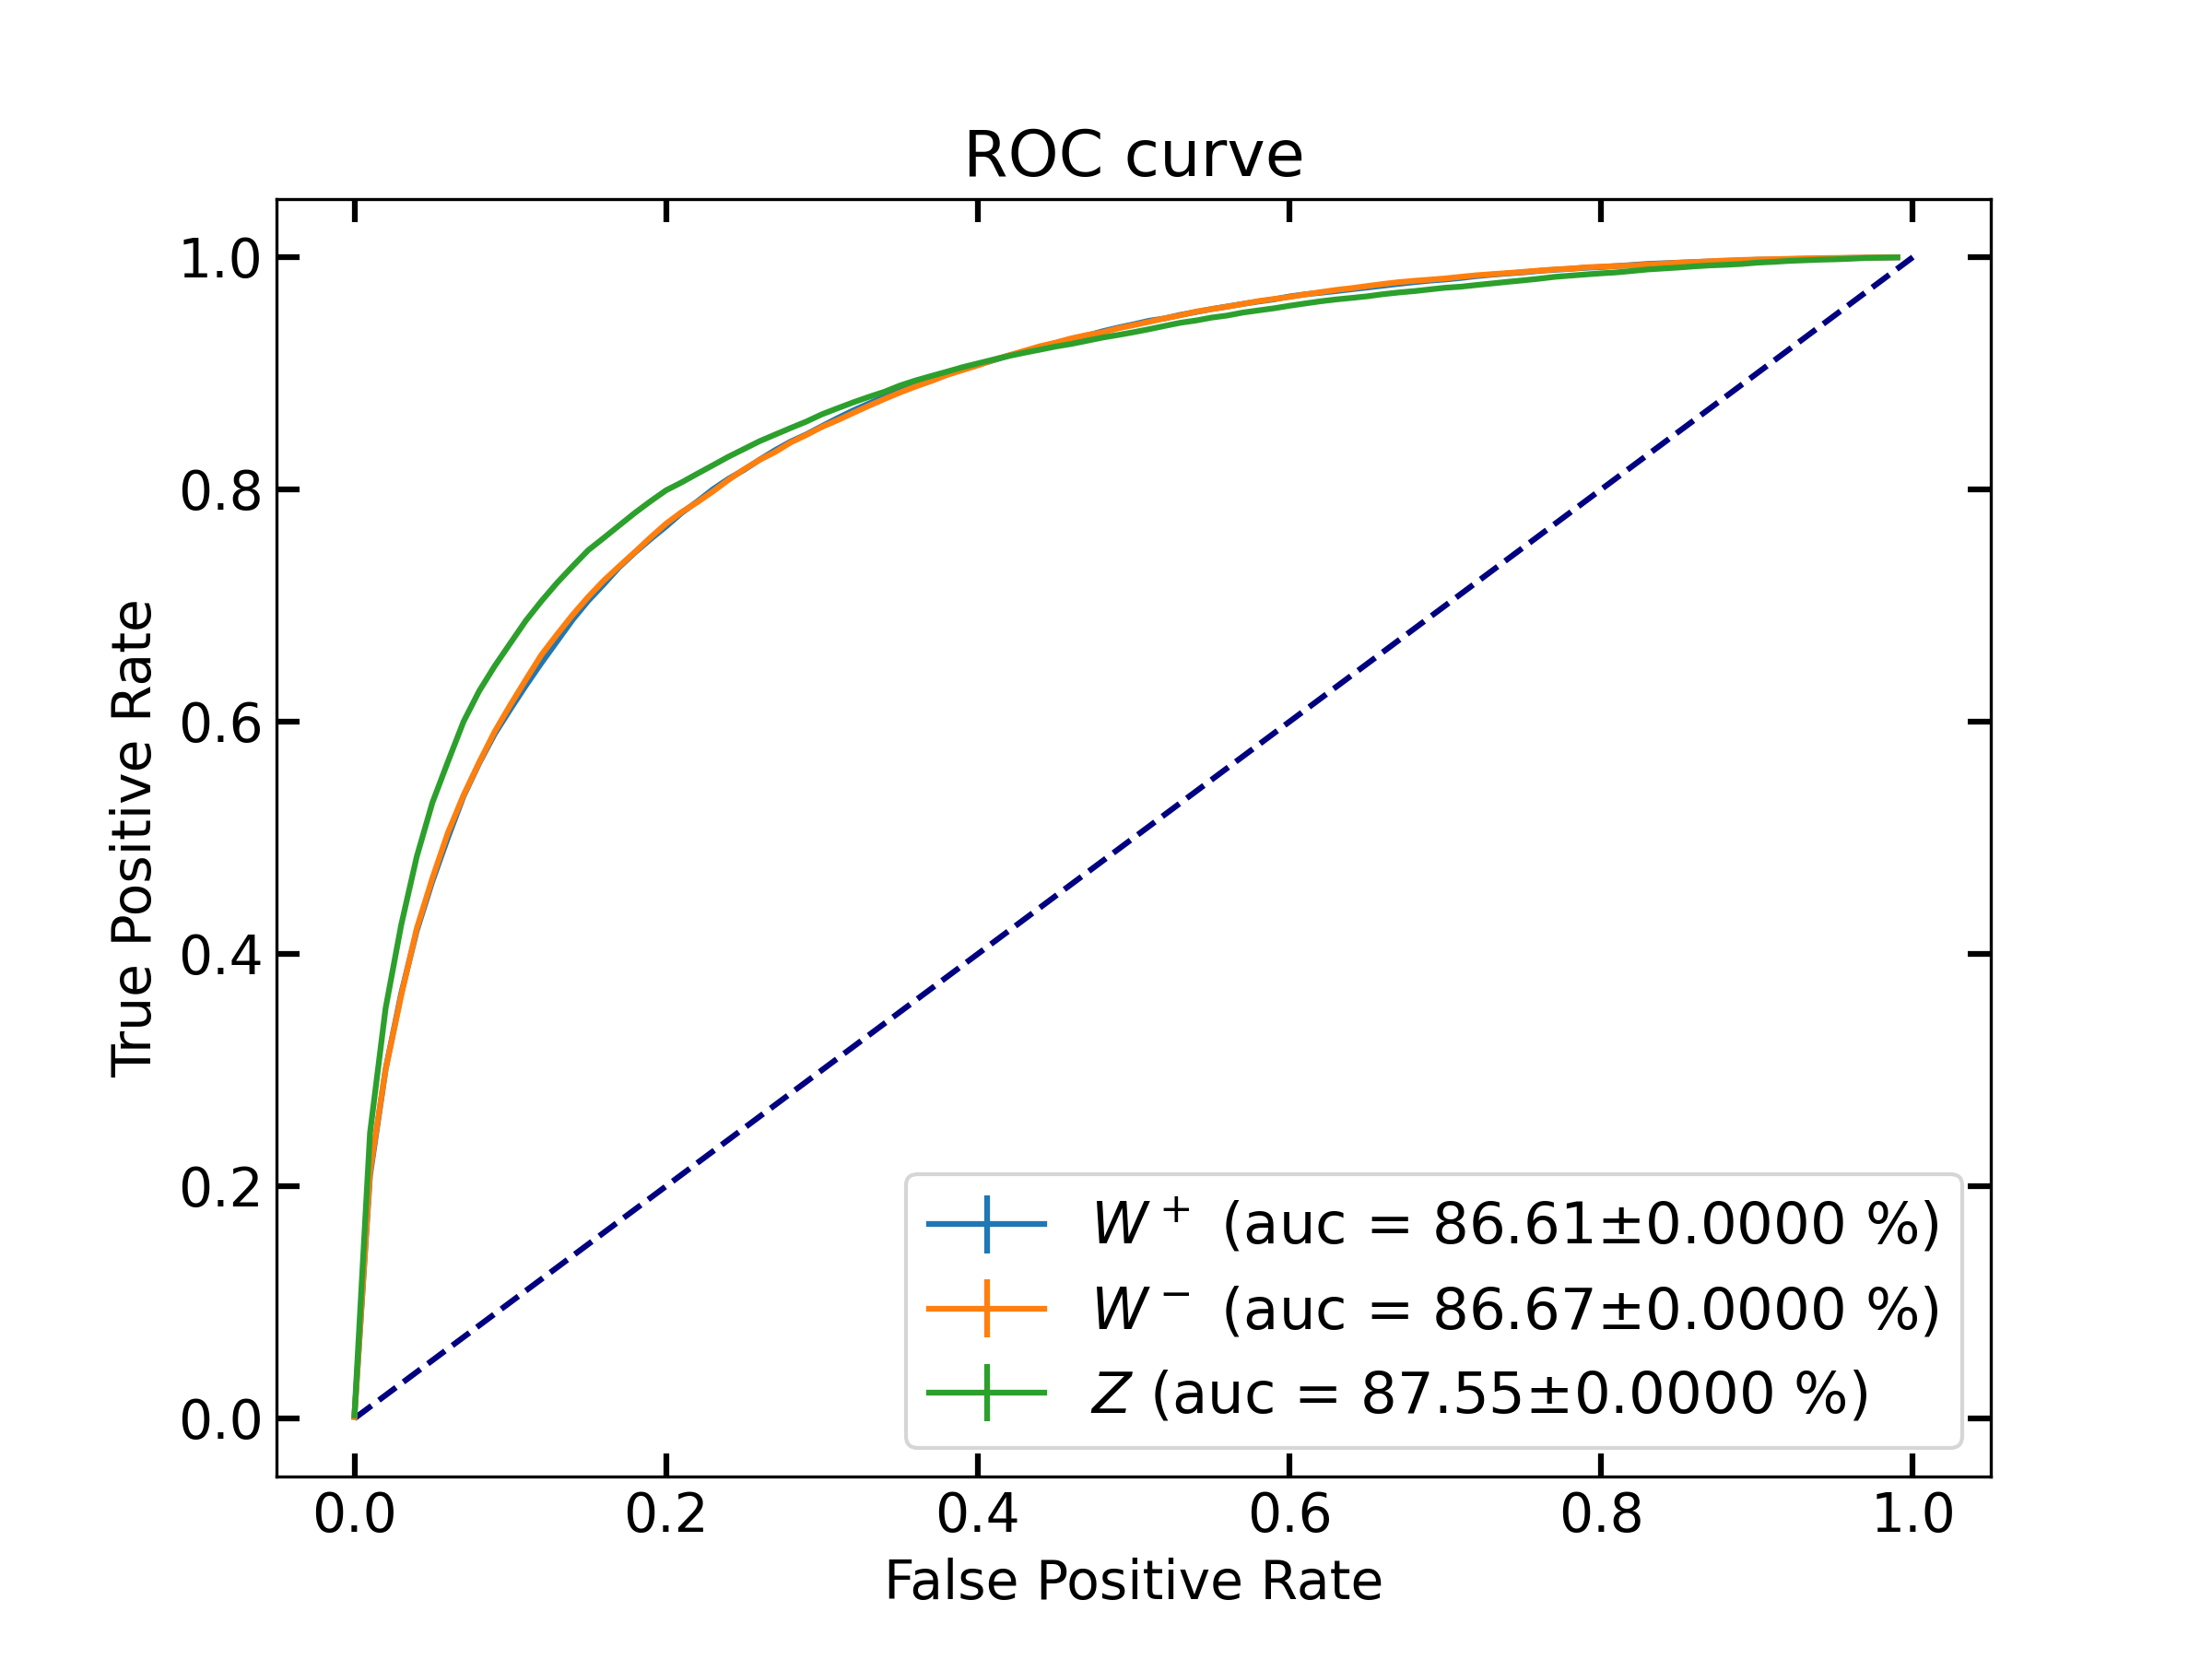 ROC curve
True Positive Rate
1.0
0.8
0.6
0.4
0.2
0.0
W⁺ (auc = 86.61±0.0000 %)
W⁻ (auc = 86.67±0.0000 %)
Z (auc = 87.55±0.0000 %)
0.0 0.2 0.4 0.6 0.8 1.0
False Positive Rate